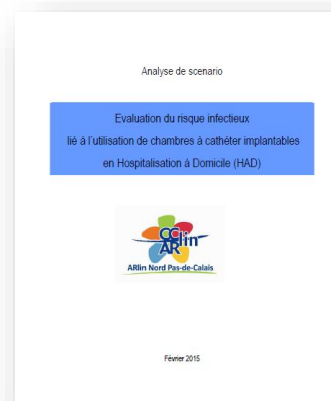 Analyse de scenario
Evaluation du risque infectieux
lié à l'utilisation de chambres à cathéter implantables
en Hospitalisation à Domicile (HAD)
CClin
AR
ARlin Nord Pas-de-Calais
Février 2015